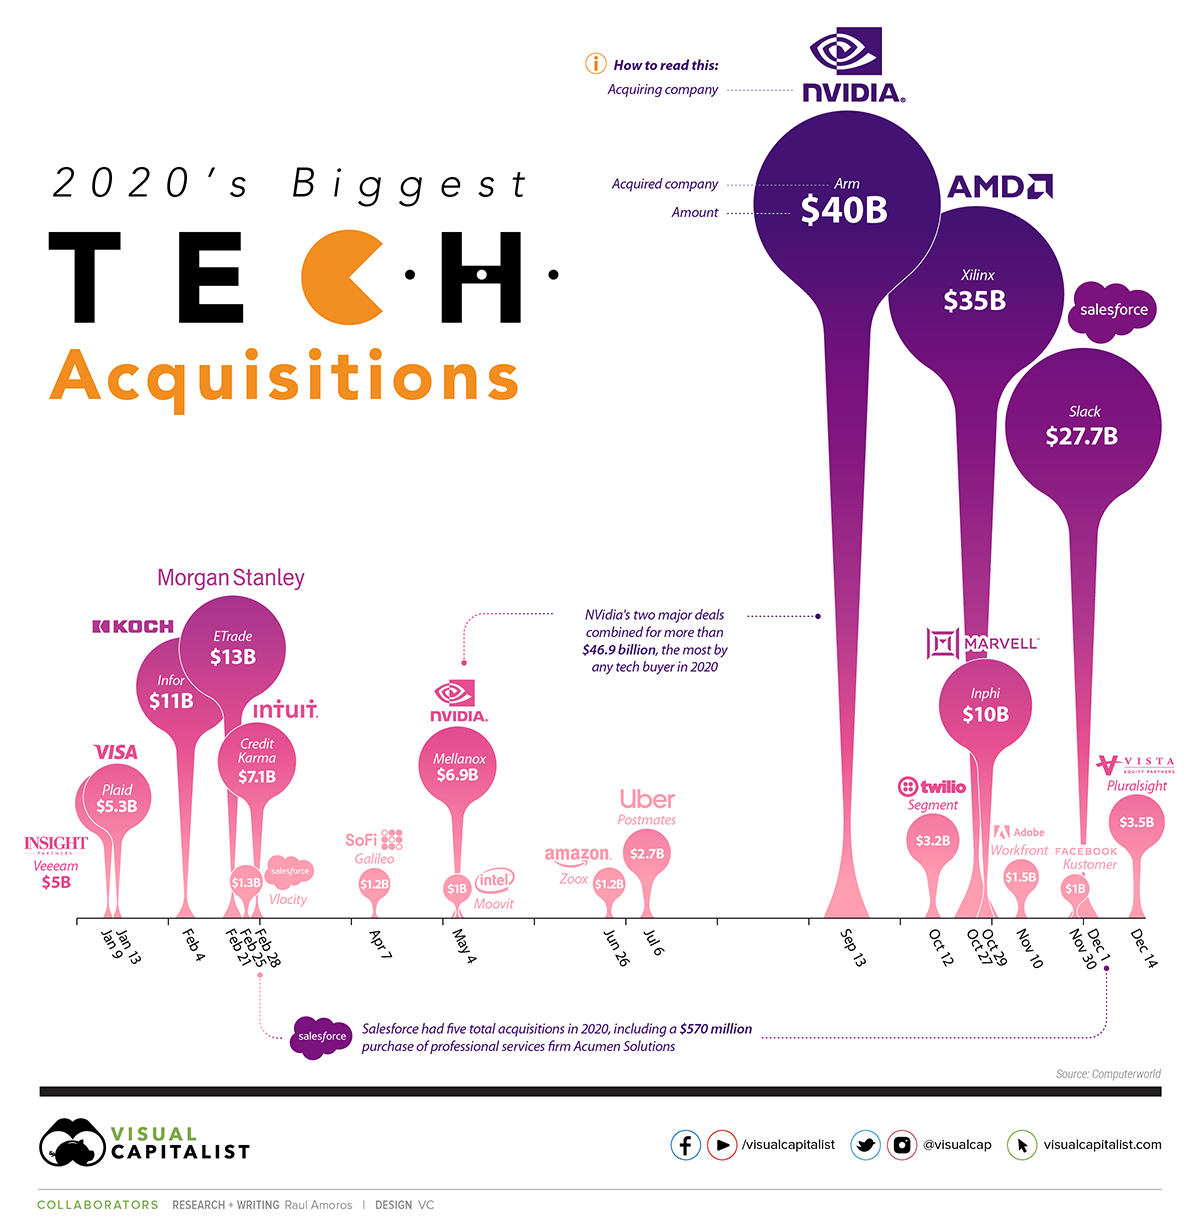 2020's Biggest
TECH
Acquisitions
How to read this:
Acquiring company
Acquired company
Amount
NVIDIA.
Arm
$40B
AMD
Xilinx
$35B
salesforce
Slack
$27.7B
Morgan Stanley
ETrade
$13B
KOCH
Infor
$11B
INTUIT.
Credit
Karma
$7.1B
VISA
Plaid
$5.3B
INSIGHT
PARTNERS
Veeeam
$5B
$1.3B
salesforce
Vlocity
SoFi
Galileo
$1.2B
NVIDIA.
Mellanox
$6.9B
$1B
intel
Moovit
NVidia's two major deals
combined for more than
$46.9 billion, the most by
any tech buyer in 2020
amazon
Zoox
$1.2B
Uber
Postmates
$2.7B
MARVELL™
Inphi
$10B
twilio
Segment
$3.2B
Adobe
Workfront
$1.5B
FACEBOOK
Kustomer
$1B
VISTA
EQUITY PARTNERS
Pluralsight
$3.5B
Jan 9
Jan 13
Feb 4
Feb 21
Feb 25
Feb 28
Apr 7
May 4
Jun 26
Jul 6
Sep 13
Oct 12
Oct 27
Oct 29
Nov 10
Nov 30
Dec 1
Dec 14
salesforce
Salesforce had five total acquisitions in 2020, including a $570 million
purchase of professional services firm Acumen Solutions
Source: Computerworld
VISUAL
CAPITALIST
/visualcapitalist
@visualcap
visualcapitalist.com
COLLABORATORS RESEARCH + WRITING Raul Amoros | DESIGN VC